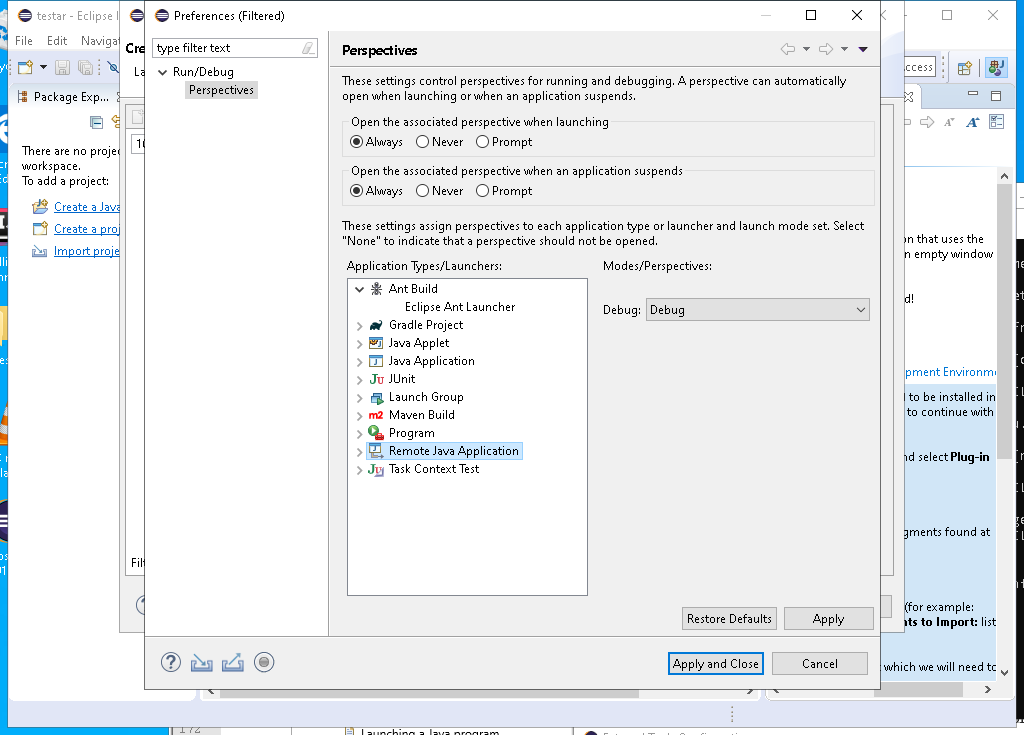 testar - Eclipse I
File Edit Navigat
Package Exp...
There are no projec
workspace.
To add a project:
Create a Java
Create a proj
Import proje
Cre
La
10
Filt
Preferences (Filtered)
type filter text
Run/Debug
Perspectives
Perspectives
These settings control perspectives for running and debugging. A perspective can automatically
open when launching or when an application suspends.
Open the associated perspective when launching
Always Never Prompt
Open the associated perspective when an application suspends
Always Never Prompt
These settings assign perspectives to each application type or launcher and launch mode set. Select
"None" to indicate that a perspective should not be opened.
Application Types/Launchers:
Modes/Perspectives:
Ant Build
Eclipse Ant Launcher
Gradle Project
Java Applet
Java Application
JUnit
Launch Group
Maven Build
Program
Remote Java Application
Task Context Test
Debug: Debug
Restore Defaults Apply
Apply and Close Cancel
ccess
on that uses the
n empty window
d!
pment Environme
l to be installed in
to continue with
nd select Plug-in
gments found at
(for example:
nts to Import: list
which we will need to
172
Launching a Java program